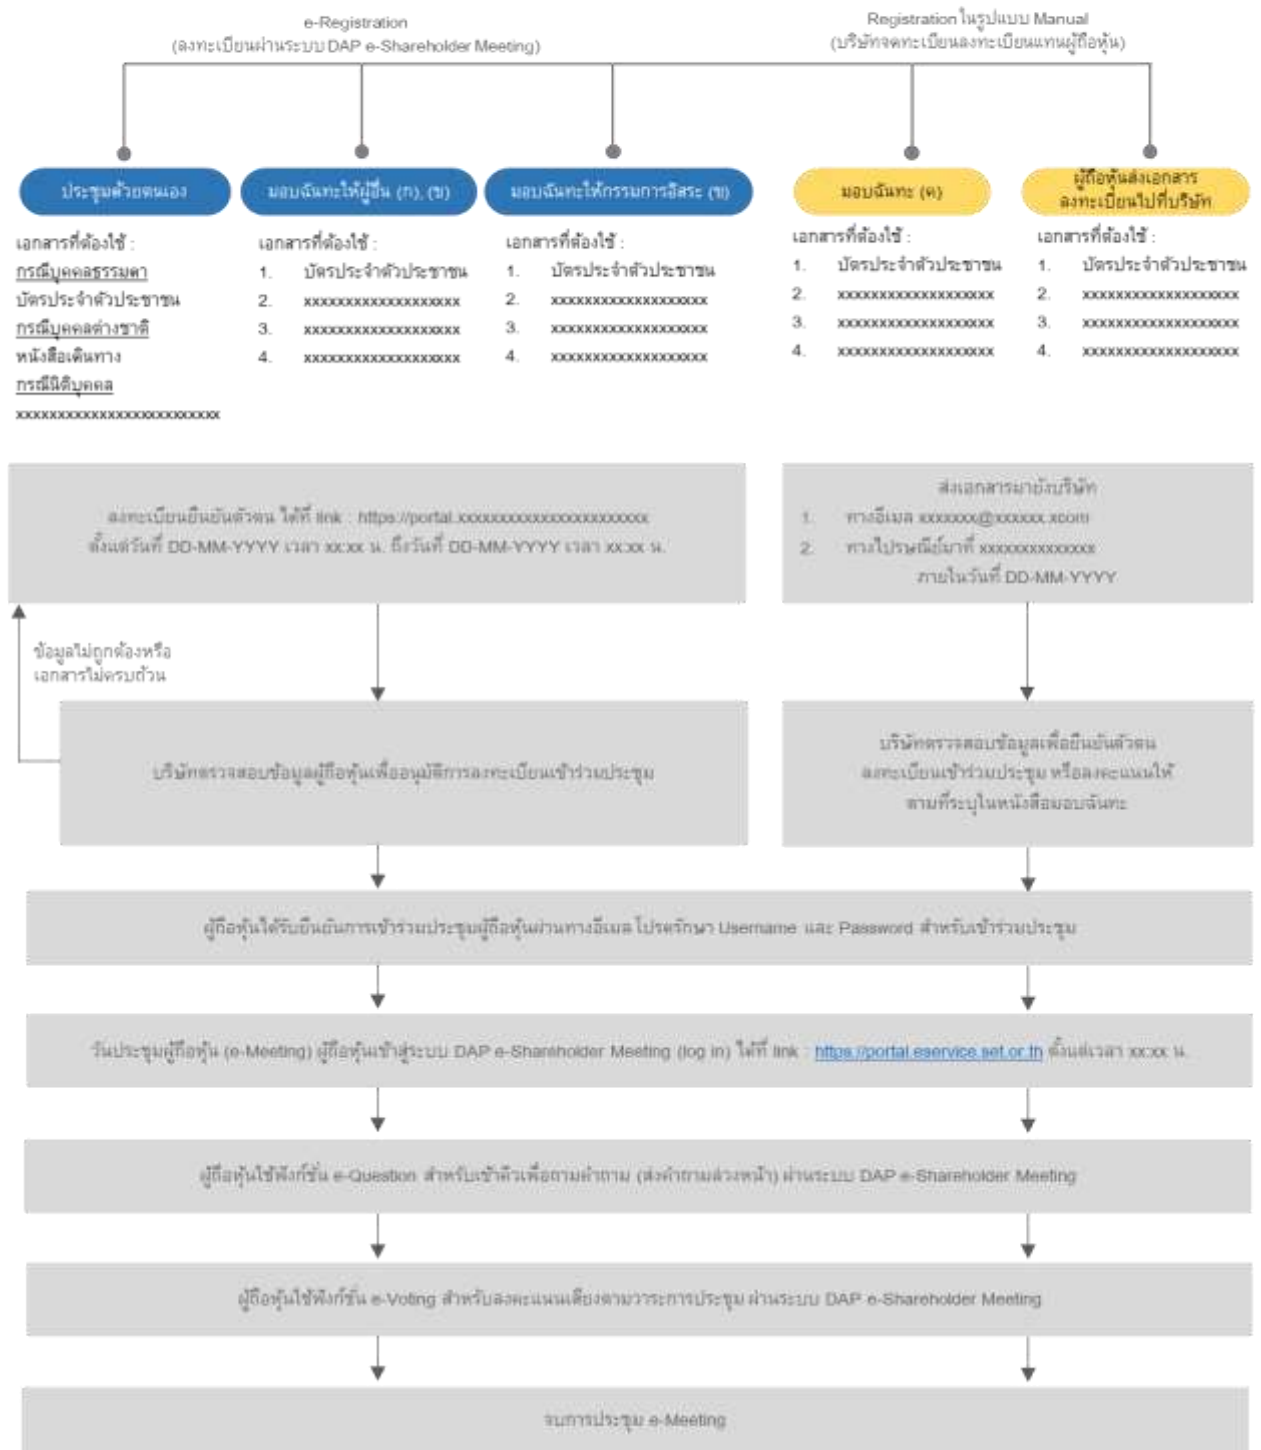 e-Registration
(ลงทะเบียนผ่านระบบ DAP e-Shareholder Meeting)
Registration ในรูปแบบ Manual
(บริษัทจดทะเบียนลงทะเบียนแทนผู้ถือหุ้น)
ประชุมด้วยตนเอง
เอกสารที่ต้องใช้ :
กรณีบุคคลธรรมดา
บัตรประจำตัวประชาชน
กรณีบุคคลต่างชาติ
หนังสือเดินทาง
กรณีนิติบุคคล
xxxxxxxxxxxxxxxxxxxxxxxxx
มอบฉันทะให้ผู้อื่น (ก), (ข)
เอกสารที่ต้องใช้ :
1. บัตรประจำตัวประชาชน
2. xxxxxxxxxxxxxxxxxxx
3. xxxxxxxxxxxxxxxxxxx
4. xxxxxxxxxxxxxxxxxxx
มอบฉันทะให้กรรมการอิสระ (ข)
เอกสารที่ต้องใช้ :
1. บัตรประจำตัวประชาชน
2. xxxxxxxxxxxxxxxxxxx
3. xxxxxxxxxxxxxxxxxxx
4. xxxxxxxxxxxxxxxxxxx
มอบฉันทะ (ค)
เอกสารที่ต้องใช้ :
1. บัตรประจำตัวประชาชน
2. xxxxxxxxxxxxxxxxxxx
3. xxxxxxxxxxxxxxxxxxx
4. xxxxxxxxxxxxxxxxxxx
ผู้ถือหุ้นส่งเอกสาร
ลงทะเบียนไปที่บริษัท
เอกสารที่ต้องใช้ :
1. บัตรประจำตัวประชาชน
2. xxxxxxxxxxxxxxxxxxx
3. xxxxxxxxxxxxxxxxxxx
4. xxxxxxxxxxxxxxxxxxx
ลงทะเบียนยืนยันตัวตน ได้ที่ link : https://portal.xxxxxxxxxxxxxxxxxxxxxxx
ตั้งแต่วันที่ DD-MM-YYYY เวลา xx:xx น. ถึงวันที่ DD-MM-YYYY เวลา xx:xx น.
ส่งเอกสารมายังบริษัท
1. ทางอีเมล xxxxxxx@xxxxxx.xcom
2. ทางไปรษณีย์มาที่ xxxxxxxxxxxxxx
ภายในวันที่ DD-MM-YYYY
ข้อมูลไม่ถูกต้องหรือ
เอกสารไม่ครบถ้วน
บริษัทตรวจสอบข้อมูลผู้ถือหุ้นเพื่ออนุมัติการลงทะเบียนเข้าร่วมประชุม
บริษัทตรวจสอบข้อมูลเพื่อยืนยันตัวตน
ลงทะเบียนเข้าร่วมประชุม หรือลงคะแนนให้
ตามที่ระบุในหนังสือมอบฉันทะ
ผู้ถือหุ้นได้รับยืนยันการเข้าร่วมประชุมผู้ถือหุ้นผ่านทางอีเมล โปรดรักษา Username และ Password สำหรับเข้าร่วมประชุม
วันประชุมผู้ถือหุ้น (e-Meeting) ผู้ถือหุ้นเข้าสู่ระบบ DAP e-Shareholder Meeting (log in) ได้ที่ link : https://portal.eservice.set.or.th ตั้งแต่เวลา xx:xx น.
ผู้ถือหุ้นใช้ฟังก์ชั่น e-Question สำหรับเข้าคิวเพื่อถามคำถาม (ส่งคำถามล่วงหน้า) ผ่านระบบ DAP e-Shareholder Meeting
ผู้ถือหุ้นใช้ฟังก์ชั่น e-Voting สำหรับลงคะแนนเสียงตามวาระการประชุม ผ่านระบบ DAP e-Shareholder Meeting
จบการประชุม e-Meeting